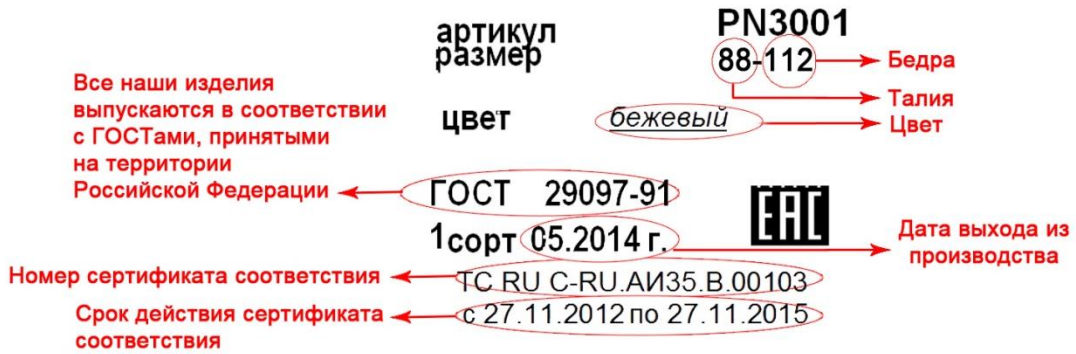 артикул PN3001
размер 88-112
Бедра
Талия
Все наши изделия
выпускаются в соответствии
с ГОСТами, принятыми
на территории
Российской Федерации
цвет бежевый
Цвет
ГОСТ 29097-91
EAC
1сорт 05.2014 г.
Дата выхода из
производства
Номер сертификата соответствия
ТС RU C-RU.АИ35.В.00103
Срок действия сертификата
соответствия
с 27.11.2012 по 27.11.2015